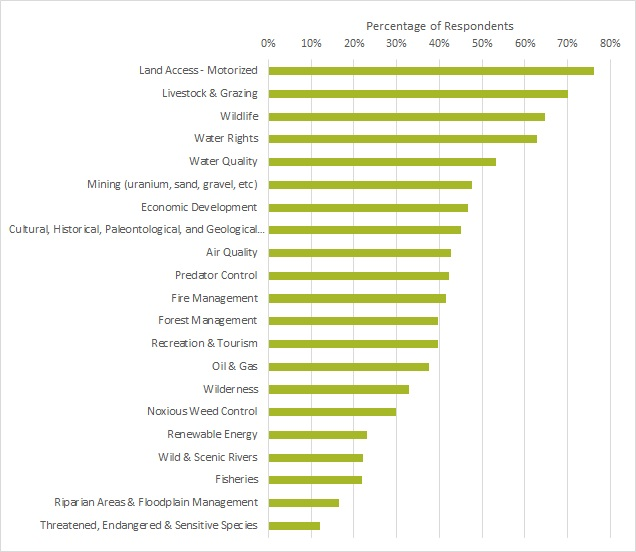 Percentage of Respondents
0% 10% 20% 30% 40% 50% 60% 70% 80%
Land Access - Motorized
Livestock & Grazing
Wildlife
Water Rights
Water Quality
Mining (uranium, sand, gravel, etc)
Economic Development
Cultural, Historical, Paleontological, and Geological...
Air Quality
Predator Control
Fire Management
Forest Management
Recreation & Tourism
Oil & Gas
Wilderness
Noxious Weed Control
Renewable Energy
Wild & Scenic Rivers
Fisheries
Riparian Areas & Floodplain Management
Threatened, Endangered & Sensitive Species